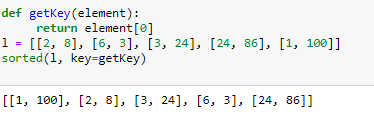 def getKey(element):
    return element[0]
l = [[2, 8], [6, 3], [3, 24], [24, 86], [1, 100]]
sorted(l, key=getKey)
[[1, 100], [2, 8], [3, 24], [6, 3], [24, 86]]